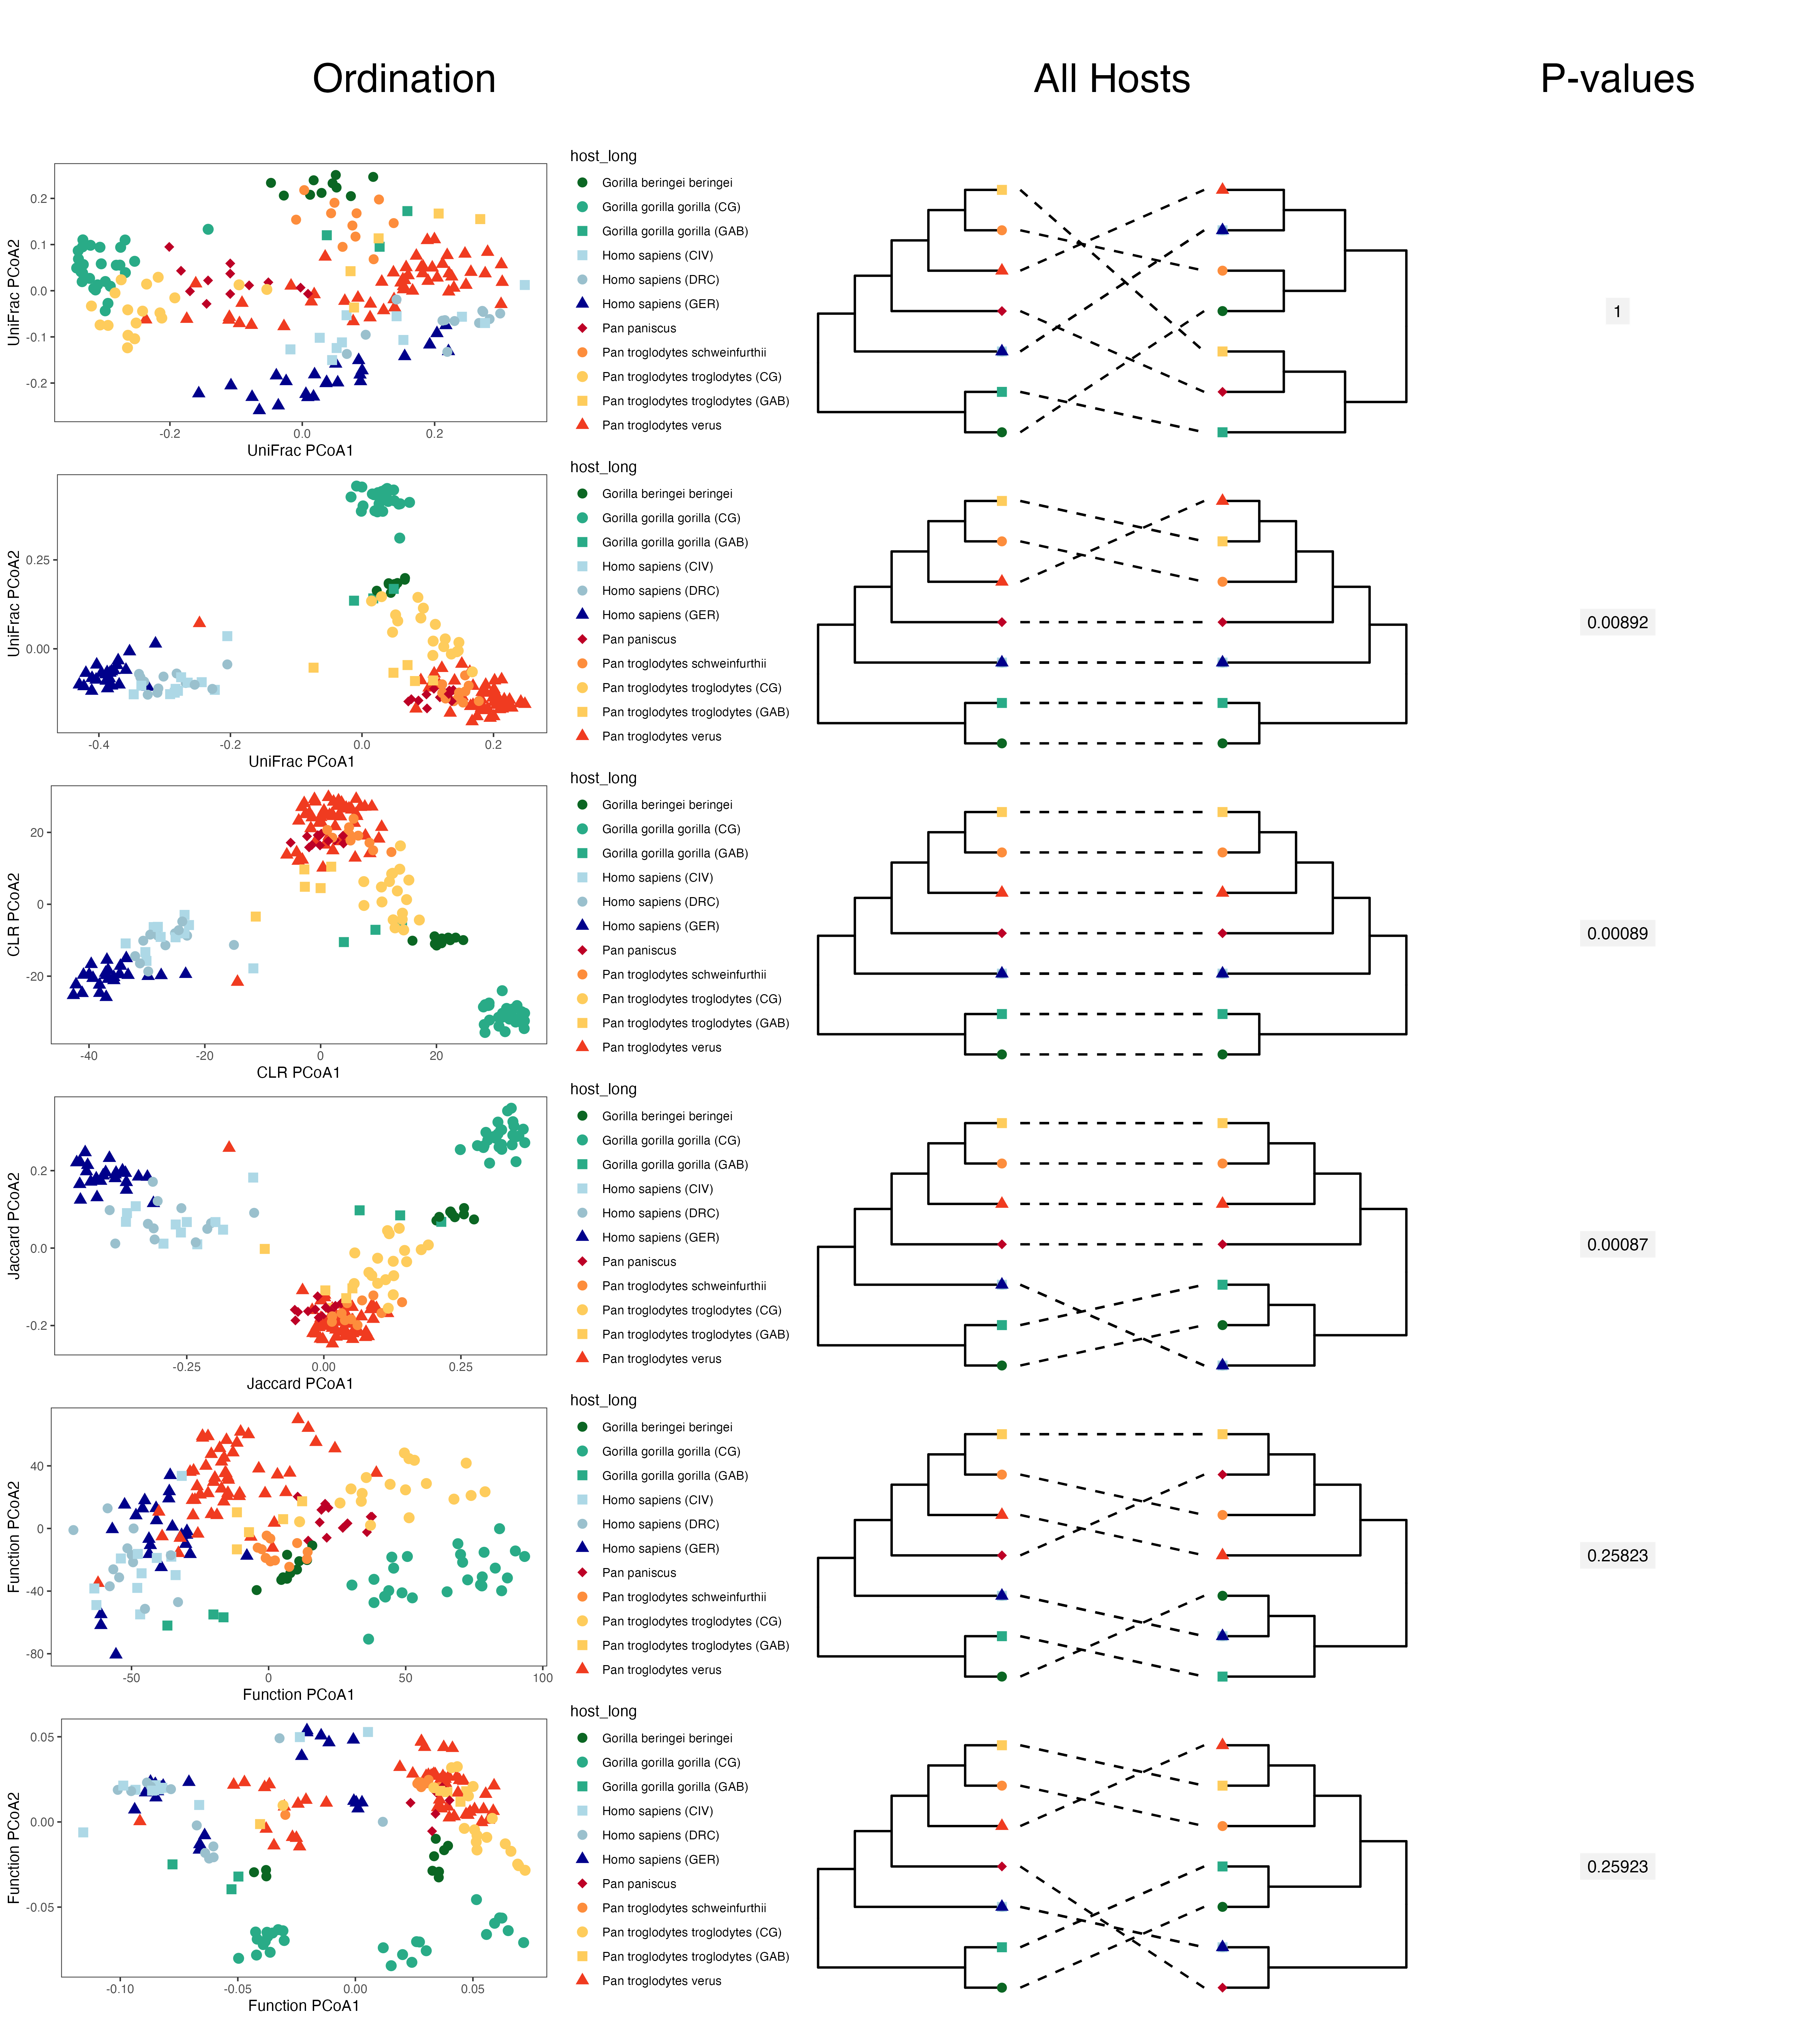 Ordination
All Hosts
P-values
host_long
Gorilla beringei beringei
Gorilla gorilla gorilla (CG)
Gorilla gorilla gorilla (GAB)
Homo sapiens (CIV)
Homo sapiens (DRC)
Homo sapiens (GER)
Pan paniscus
Pan troglodytes schweinfurthii
Pan troglodytes troglodytes (CG)
Pan troglodytes troglodytes (GAB)
Pan troglodytes verus
UniFrac PCoA2
0.2
0.1
0.0
-0.1
-0.2
-0.2
0.0
0.2
UniFrac PCoA1
1
host_long
Gorilla beringei beringei
Gorilla gorilla gorilla (CG)
Gorilla gorilla gorilla (GAB)
Homo sapiens (CIV)
Homo sapiens (DRC)
Homo sapiens (GER)
Pan paniscus
Pan troglodytes schweinfurthii
Pan troglodytes troglodytes (CG)
Pan troglodytes troglodytes (GAB)
Pan troglodytes verus
UniFrac PCoA2
0.25
0.00
-0.4
-0.2
0.0
0.2
UniFrac PCoA1
0.00892
host_long
Gorilla beringei beringei
Gorilla gorilla gorilla (CG)
Gorilla gorilla gorilla (GAB)
Homo sapiens (CIV)
Homo sapiens (DRC)
Homo sapiens (GER)
Pan paniscus
Pan troglodytes schweinfurthii
Pan troglodytes troglodytes (CG)
Pan troglodytes troglodytes (GAB)
Pan troglodytes verus
CLR PCoA2
20
0
-20
-40
-20
0
20
CLR PCoA1
0.00089
host_long
Gorilla beringei beringei
Gorilla gorilla gorilla (CG)
Gorilla gorilla gorilla (GAB)
Homo sapiens (CIV)
Homo sapiens (DRC)
Homo sapiens (GER)
Pan paniscus
Pan troglodytes schweinfurthii
Pan troglodytes troglodytes (CG)
Pan troglodytes troglodytes (GAB)
Pan troglodytes verus
Jaccard PCoA2
0.2
0.0
-0.2
-0.25
0.00
0.25
Jaccard PCoA1
0.00087
host_long
Gorilla beringei beringei
Gorilla gorilla gorilla (CG)
Gorilla gorilla gorilla (GAB)
Homo sapiens (CIV)
Homo sapiens (DRC)
Homo sapiens (GER)
Pan paniscus
Pan troglodytes schweinfurthii
Pan troglodytes troglodytes (CG)
Pan troglodytes troglodytes (GAB)
Pan troglodytes verus
Function PCoA2
40
0
-40
-80
-50
0
50
100
Function PCoA1
0.25823
host_long
Gorilla beringei beringei
Gorilla gorilla gorilla (CG)
Gorilla gorilla gorilla (GAB)
Homo sapiens (CIV)
Homo sapiens (DRC)
Homo sapiens (GER)
Pan paniscus
Pan troglodytes schweinfurthii
Pan troglodytes troglodytes (CG)
Pan troglodytes troglodytes (GAB)
Pan troglodytes verus
Function PCoA2
0.05
0.00
-0.05
-0.10
-0.05
0.00
0.05
Function PCoA1
0.25923